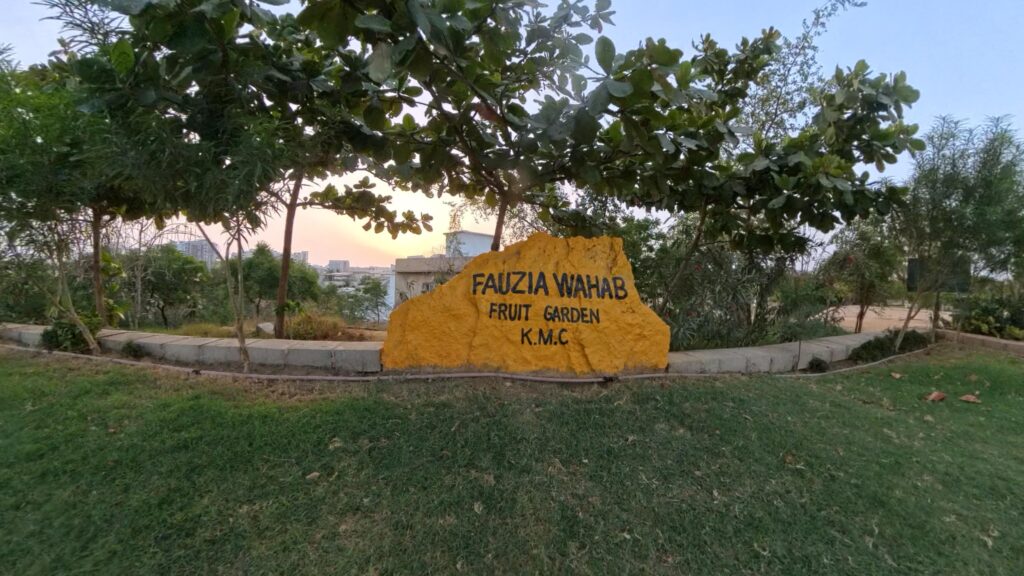 FAUZIA WAHAB
FRUIT GARDEN
K.M.C